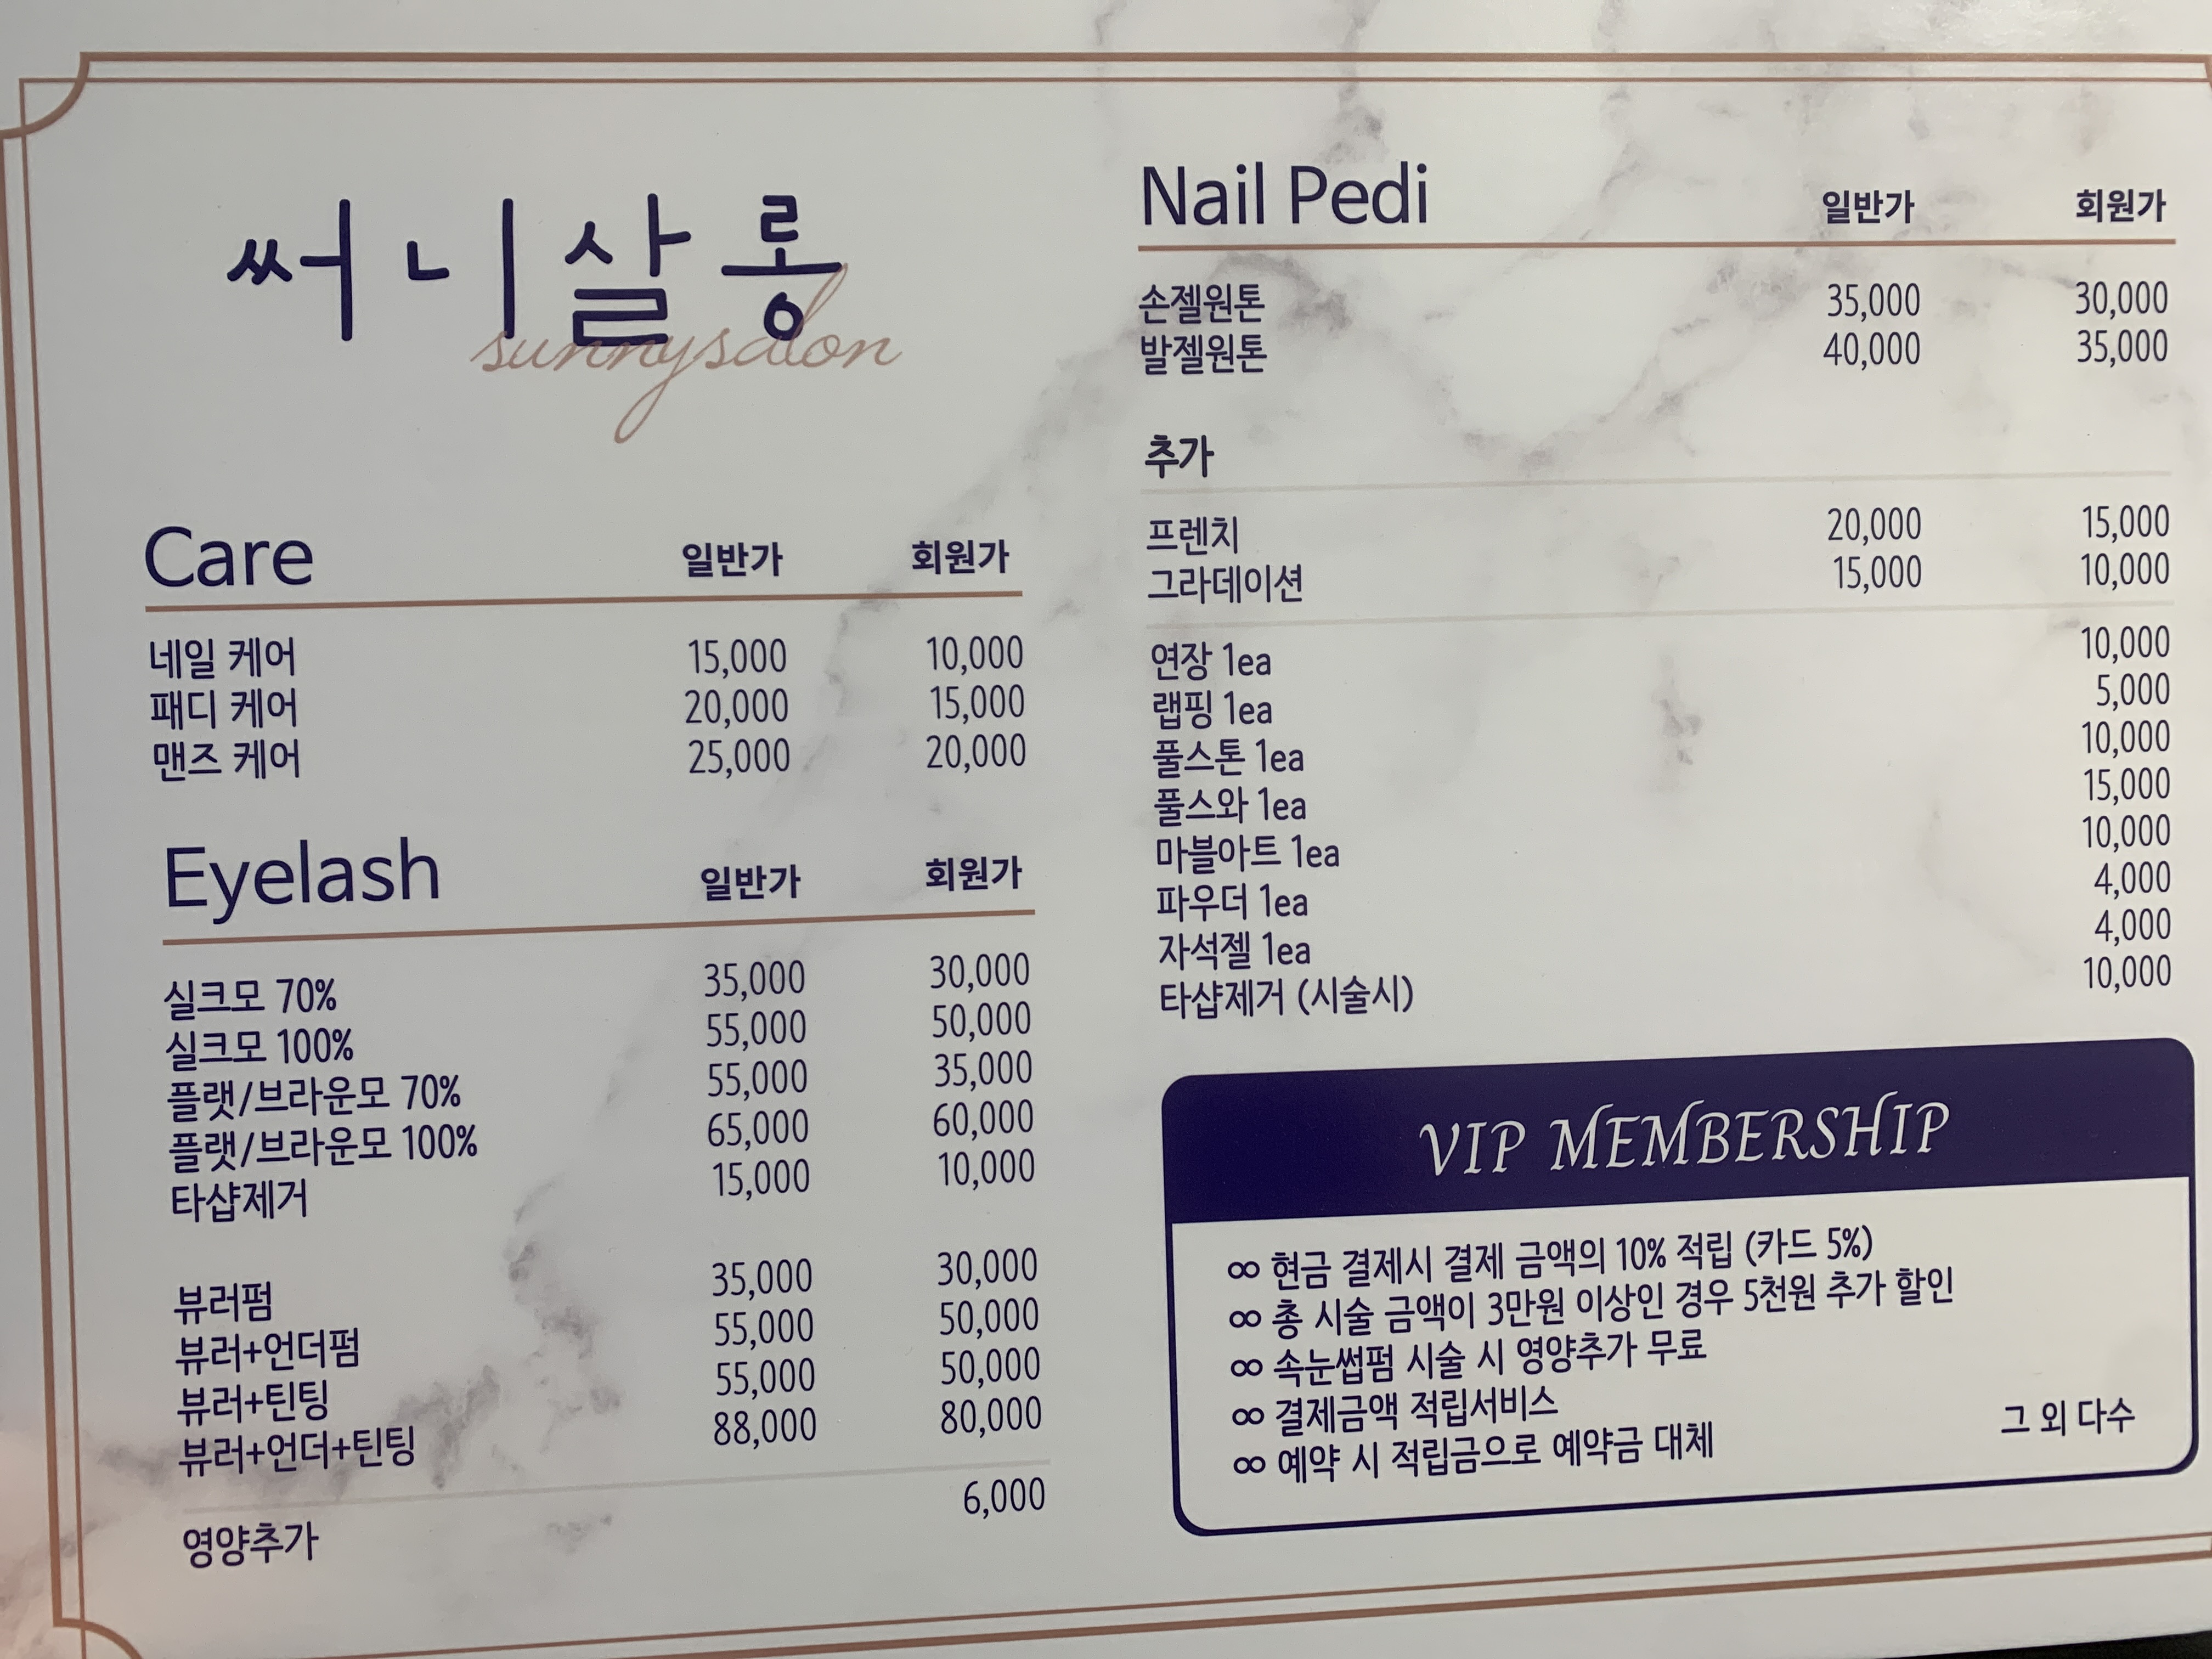 써니살롱
sunnysalon
Care 일반가 회원가
네일 케어 15,000 10,000
패디 케어 20,000 15,000
맨즈 케어 25,000 20,000
Eyelash 일반가 회원가
실크모 70% 35,000 30,000
실크모 100% 55,000 50,000
플랫/브라운모 70% 55,000 35,000
플랫/브라운모 100% 65,000 60,000
타샵제거 15,000 10,000
뷰러펌 35,000 30,000
뷰러+언더펌 55,000 50,000
뷰러+틴팅 55,000 50,000
뷰러+언더+틴팅 88,000 80,000
영양추가 6,000
Nail Pedi 일반가 회원가
손젤원톤 35,000 30,000
발젤원톤 40,000 35,000
추가
프렌치 20,000 15,000
그라데이션 15,000 10,000
연장 1ea 10,000
랩핑 1ea 5,000
풀스톤 1ea 10,000
풀스와 1ea 15,000
마블아트 1ea 10,000
파우더 1ea 4,000
자석젤 1ea 4,000
타샵제거 (시술시) 10,000
VIP MEMBERSHIP
∞ 현금 결제시 결제 금액의 10% 적립 (카드 5%)
∞ 총 시술 금액이 3만원 이상인 경우 5천원 추가 할인
∞ 속눈썹펌 시술 시 영양추가 무료
∞ 결제금액 적립서비스
∞ 예약 시 적립금으로 예약금 대체
그 외 다수